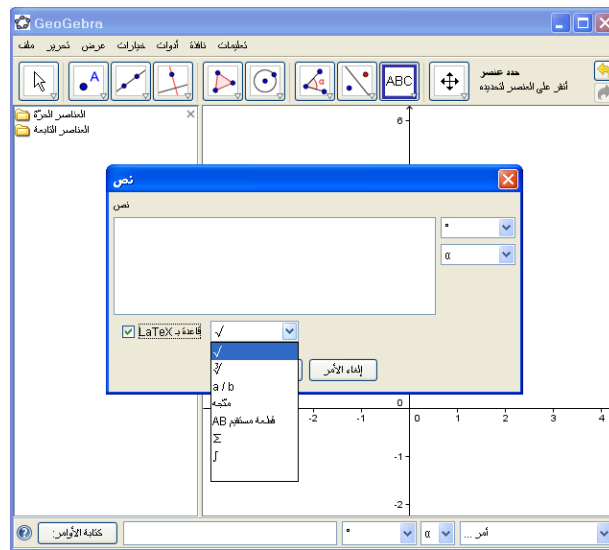 GeoGebra
ملف تحرير عرض خيارات أدوات نافذة تعليمات
A
ABC
حدد عنصر
أنقر على العنصر لتحديده
العناصر الحرّة
العناصر التابعة
6
نص
نص
°
α
قاعدة بـ LaTeX
√
√
∛
a / b
متّجه
قطعة مستقيم AB
Σ
∫
إلغاء الأمر
0
-2 -1 0 1 2 3 4
-1
-2
كتابة الأوامر:
°
α
أمر ...